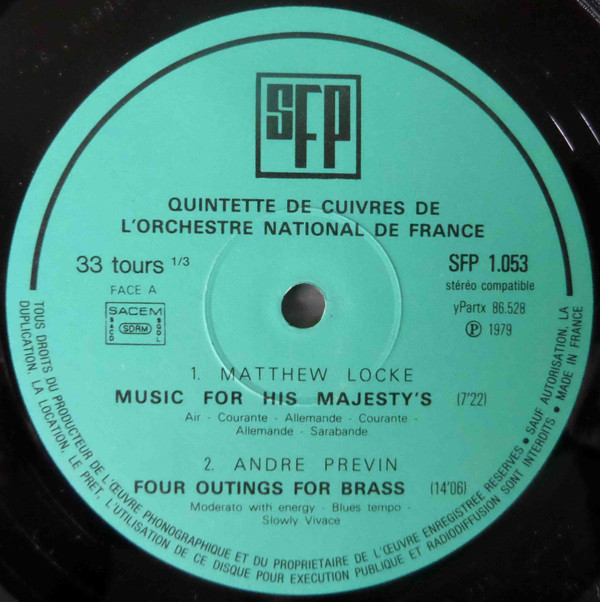 SFP
QUINTETTE DE CUIVRES DE
L'ORCHESTRE NATIONAL DE FRANCE
33 tours 1/3
SFP 1.053
stéréo compatible
FACE A
yPartx 86.528
SACEM
SACD SDRM SGDL
Ⓟ 1979
1. MATTHEW LOCKE
MUSIC FOR HIS MAJESTY'S (7'22)
Air - Courante - Allemande - Courante -
Allemande - Sarabande
2. ANDRE PREVIN
FOUR OUTINGS FOR BRASS (14'06)
Moderato with energy - Blues tempo -
Slowly Vivace
TOUS DROITS DU PRODUCTEUR DE L'ŒUVRE PHONOGRAPHIQUE ET DU PROPRIETAIRE DE L'ŒUVRE ENREGISTREE RESERVES • SAUF AUTORISATION, LA
DUPLICATION, LA LOCATION, LE PRET, L'UTILISATION DE CE DISQUE POUR EXECUTION PUBLIQUE ET RADIODIFFUSION SONT INTERDITS • MADE IN FRANCE